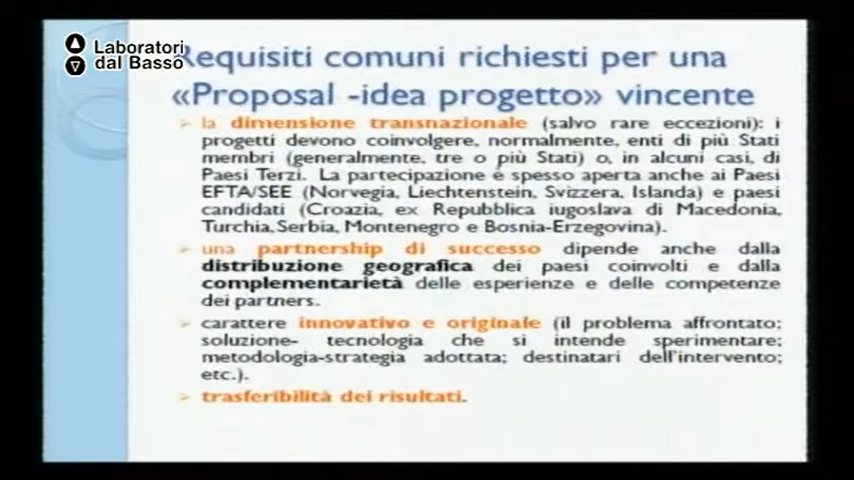 Laboratori
dal Basso
Requisiti comuni richiesti per una
«Proposal -idea progetto» vincente
la dimensione transnazionale (salvo rare eccezioni): i
progetti devono coinvolgere, normalmente, enti di più Stati
membri (generalmente, tre o più Stati) o, in alcuni casi, di
Paesi Terzi. La partecipazione è spesso aperta anche ai Paesi
EFTA/SEE (Norvegia, Liechtenstein, Svizzera, Islanda) e paesi
candidati (Croazia, ex Repubblica iugoslava di Macedonia,
Turchia, Serbia, Montenegro e Bosnia-Erzegovina).
una partnership di successo dipende anche dalla
distribuzione geografica dei paesi coinvolti e dalla
complementarietà delle esperienze e delle competenze
dei partners.
carattere innovativo e originale (il problema affrontato;
soluzione- tecnologia che si intende sperimentare;
metodologia-strategia adottata; destinatari dell'intervento;
etc.).
trasferibilità dei risultati.